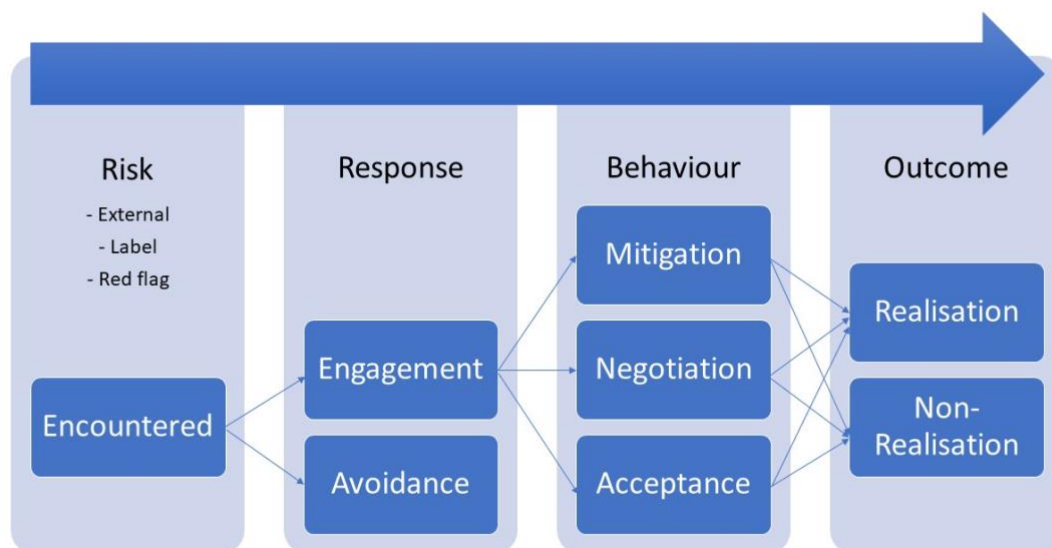 Risk
- External
- Label
- Red flag
Encountered
Response
Engagement
Avoidance
Behaviour
Mitigation
Negotiation
Acceptance
Outcome
Realisation
Non-
Realisation